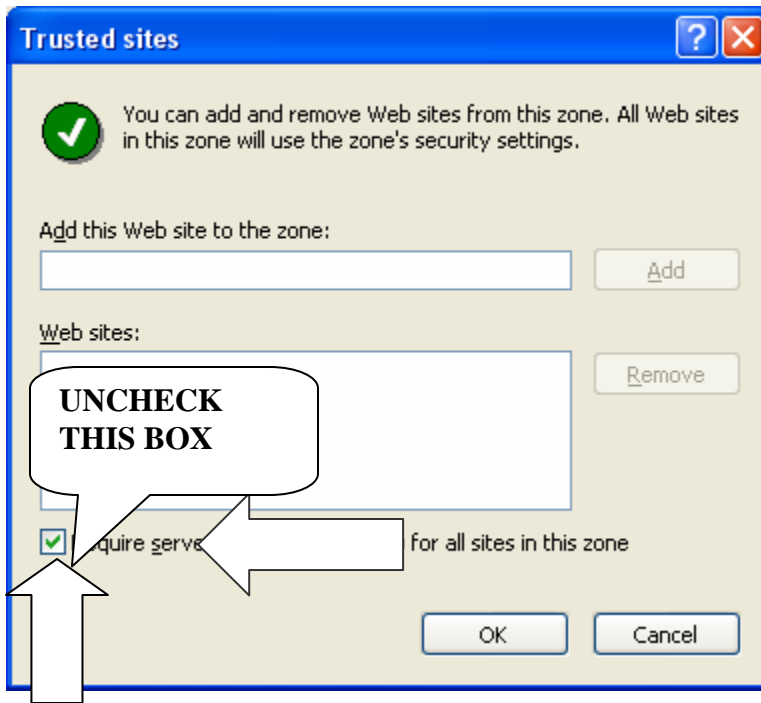 Trusted sites
You can add and remove Web sites from this zone. All Web sites
in this zone will use the zone's security settings.
Add this Web site to the zone:
Add
Web sites:
Remove
UNCHECK
THIS BOX
for all sites in this zone
OK
Cancel